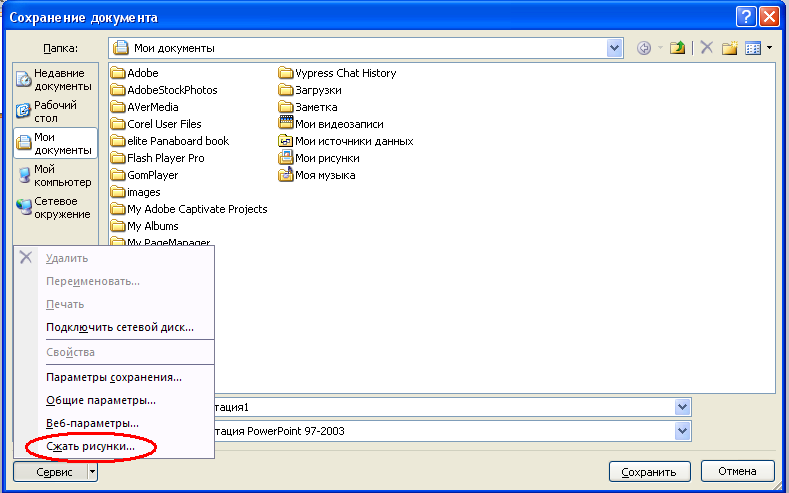 Сохранение документа
Папка:
Мои документы
Недавние
документы
Рабочий
стол
Мои
документы
Мой
компьютер
Сетевое
окружение
Adobe
AdobeStockPhotos
AVerMedia
Corel User Files
elite Panaboard book
Flash Player Pro
GomPlayer
images
My Adobe Captivate Projects
My Albums
My PageManager
Vypress Chat History
Загрузки
Заметка
Мои видеозаписи
Мои источники данных
Мои рисунки
Моя музыка
Удалить
Переименовать...
Печать
Подключить сетевой диск...
Свойства
Параметры сохранения...
Общие параметры...
Веб-параметры...
Сжать рисунки...
тация1
тация PowerPoint 97-2003
Сервис
Сохранить
Отмена